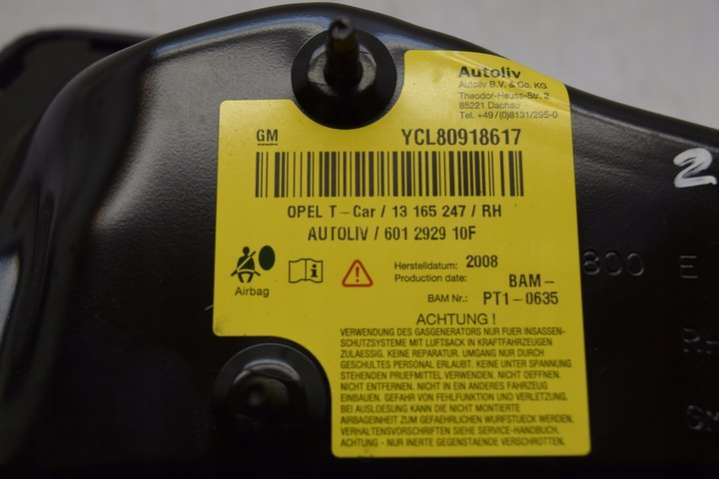 Autoliv
Autoliv B.V. & Co. KG
Theodor-Heuss-Str. 2
85221 Dachau
Tel. +49/(0)8131/295-0
GM YCL80918617
OPEL T-Car / 13 165 247 / RH
AUTOLIV / 601 2929 10F
Airbag
Herstelldatum: 2008
Production date:
BAM-
BAM Nr.: PT1-0635
ACHTUNG !
VERWENDUNG DES GASGENERATORS NUR FUER INSASSEN-
SCHUTZSYSTEME MIT LUFTSACK IN KRAFTFAHRZEUGEN
ZULAESSIG. KEINE REPARATUR. UMGANG NUR DURCH
GESCHULTES PERSONAL ERLAUBT. KEINE UNTER SPANNUNG
STEHENDEN PRUEFMITTEL VERWENDEN. NICHT OEFFNEN.
NICHT ENTFERNEN. NICHT IN EIN ANDERES FAHRZEUG
EINBAUEN. GEFAHR VON FEHLFUNKTION UND VERLETZUNG.
BEI AUSLOESUNG KANN DIE NICHT MONTIERTE
AIRBAGEINHEIT ZUM GEFAEHRLICHEN WURFSTUECK WERDEN.
VERHALTENSVORSCHRIFTEN SIEHE SERVICE-HANDBUCH.
ACHTUNG - NUR INERTE GEGENSTAENDE VERSCHROTTEN.
2
800 E
RH